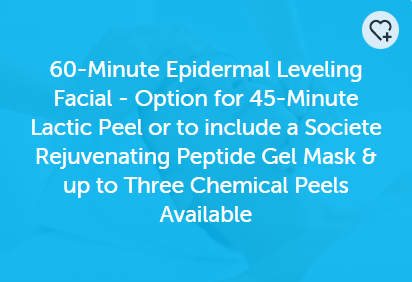 60-Minute Epidermal Leveling
Facial - Option for 45-Minute
Lactic Peel or to include a Societe
Rejuvenating Peptide Gel Mask &
up to Three Chemical Peels
Available